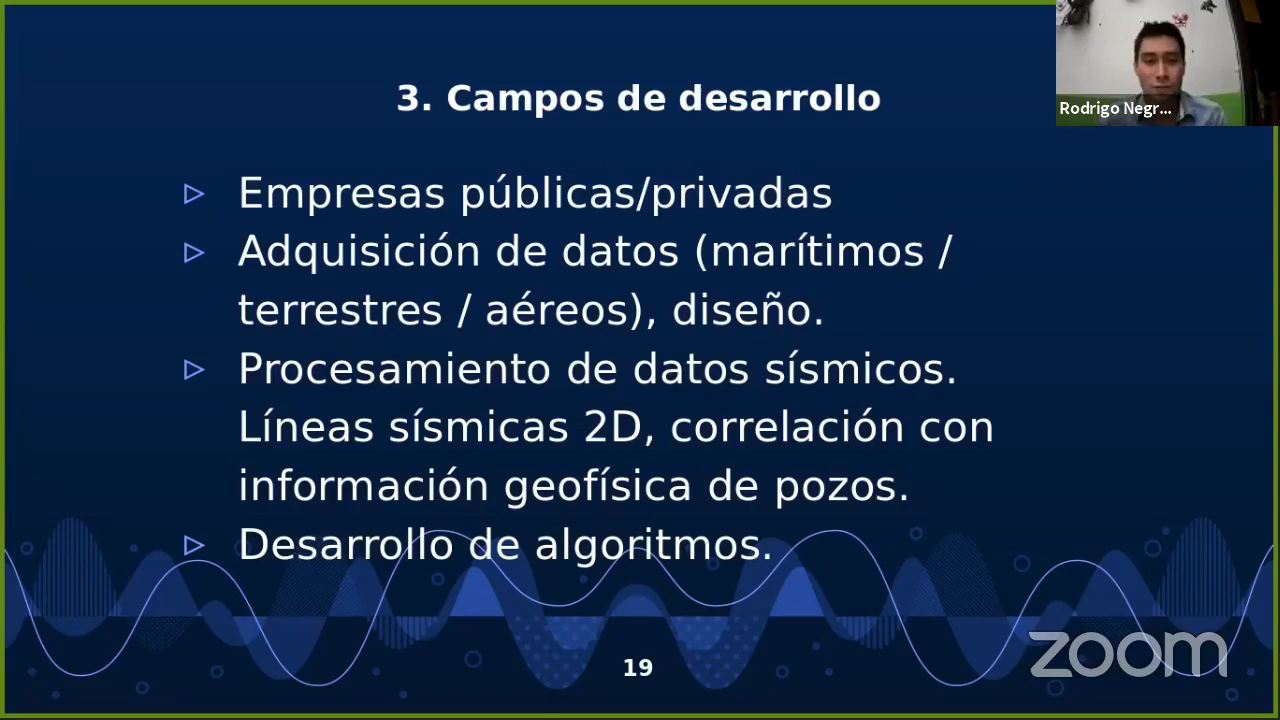 3. Campos de desarrollo
Rodrigo Negr...
▷ Empresas públicas/privadas
▷ Adquisición de datos (marítimos /
terrestres / aéreos), diseño.
▷ Procesamiento de datos sísmicos.
Líneas sísmicas 2D, correlación con
información geofísica de pozos.
▷ Desarrollo de algoritmos.
19
zoom